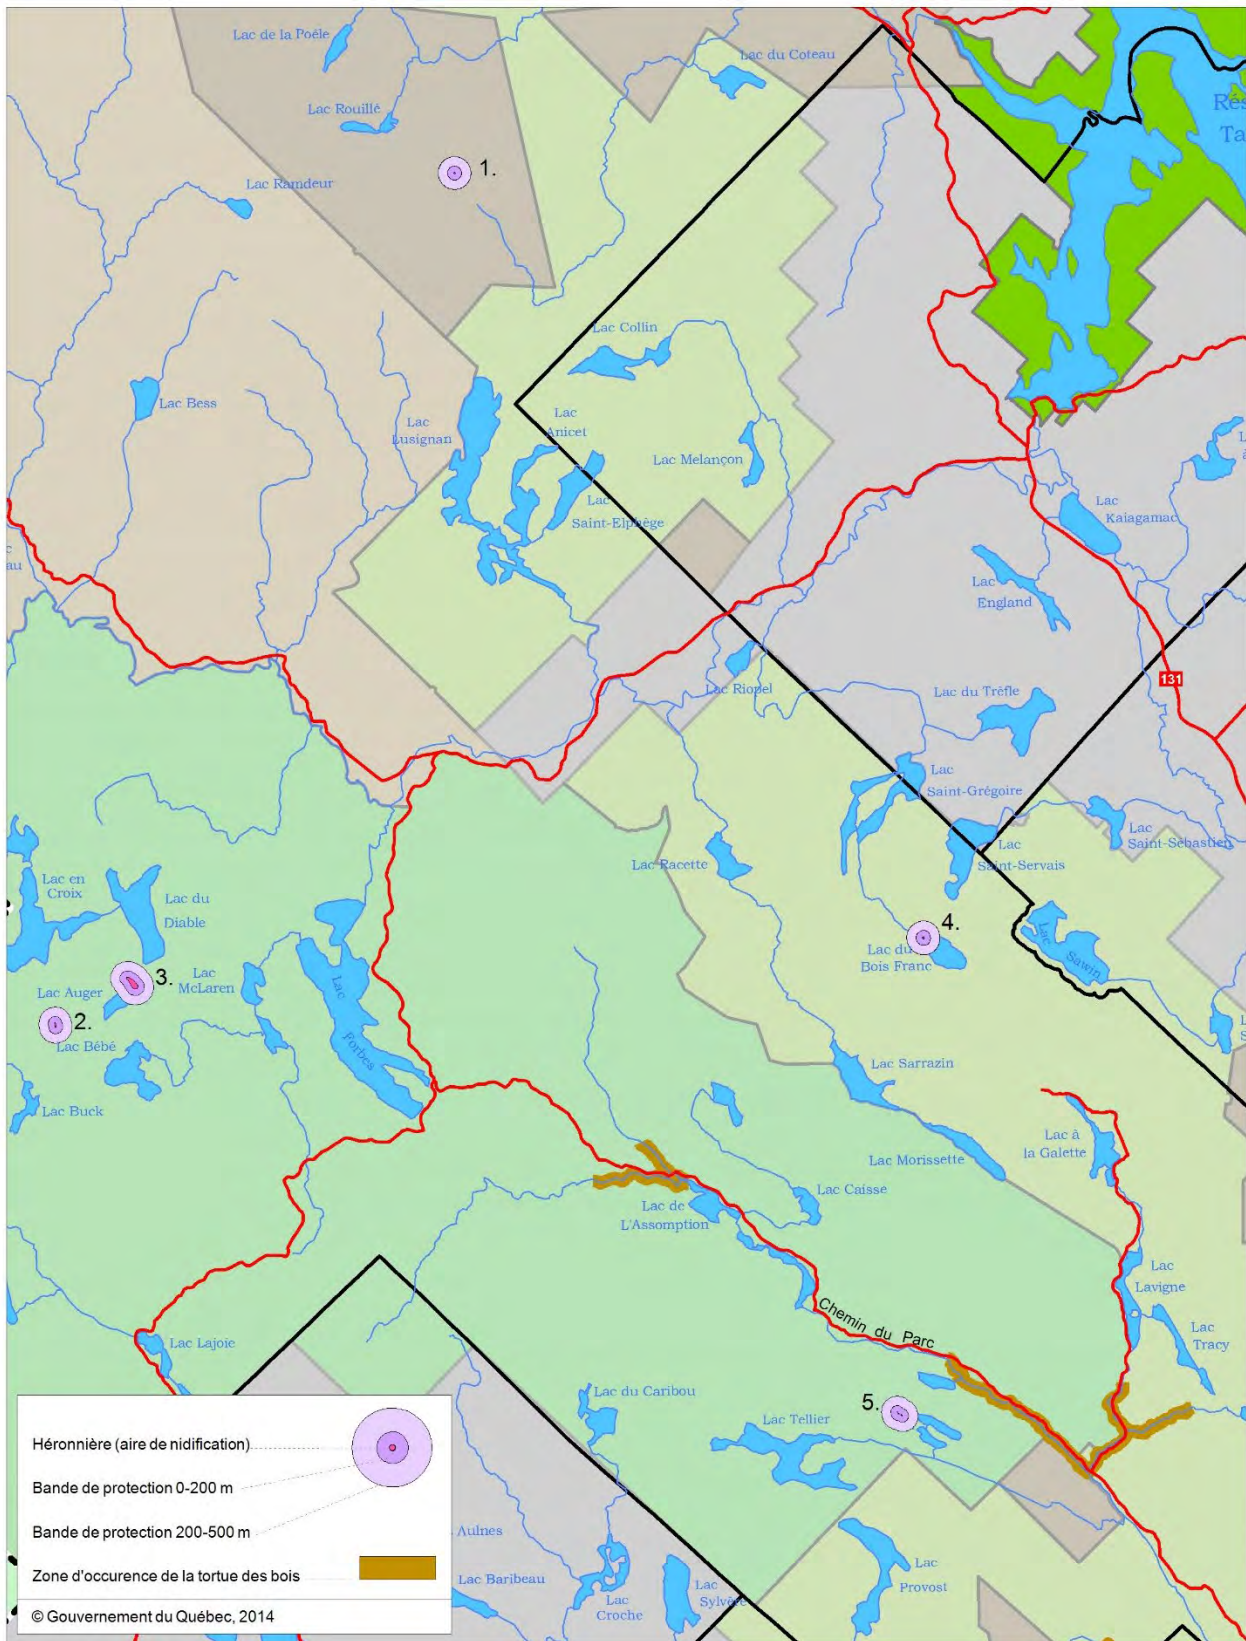 Lac de la Poële
Lac du Coteau
Lac Rouillé
Rés
Ta
1.
Lac Ramdeur
Lac Collin
Lac Bess
Lac
Lusignan
Lac
Anicet
Lac Melançon
Lac
Saint-Elphège
Lac
Kaiagamac
Lac
England
131
Lac Riopel
Lac du Trèfle
Lac
Saint-Grégoire
Lac
Saint-Sébastien
Lac
Saint-Servais
Lac Racette
Lac en
Croix
Lac du
Diable
4.
Lac du
Bois Franc
Lac
Sawin
3.
Lac
McLaren
Lac Auger
2.
Lac Bébé
Lac
Forbes
Lac Buck
Lac Sarrazin
Lac à
la Galette
Lac Morissette
Lac Caisse
Lac de
L'Assomption
Lac
Lavigne
Chemin du Parc
Lac
Tracy
Lac Lajoie
Lac du Caribou
5.
Lac Tellier
Héronnière (aire de nidification)
Bande de protection 0-200 m
Bande de protection 200-500 m
Zone d'occurence de la tortue des bois
© Gouvernement du Québec, 2014
Aulnes
Lac Baribeau
Lac
Croche
Lac
Sylvère
Lac
Provost